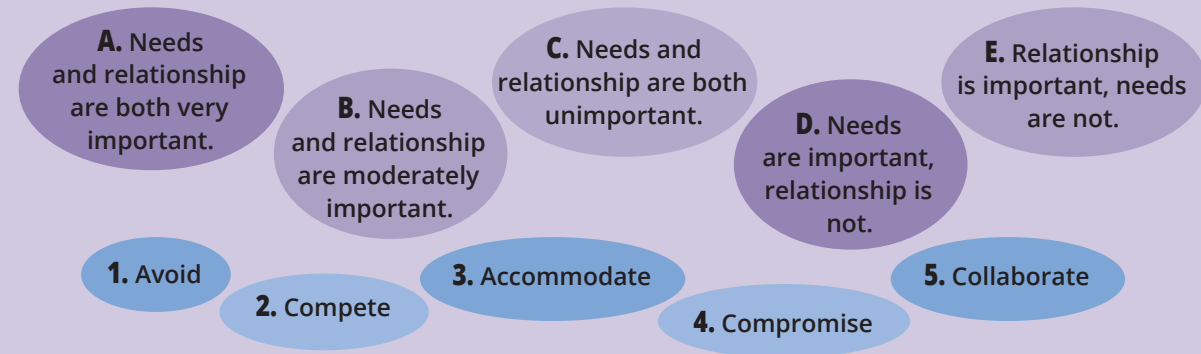 A. Needs
and relationship
are both very
important.
B. Needs
and relationship
are moderately
important.
C. Needs and
relationship are both
unimportant.
D. Needs
are important,
relationship is
not.
E. Relationship
is important, needs
are not.
1. Avoid
2. Compete
3. Accommodate
4. Compromise
5. Collaborate